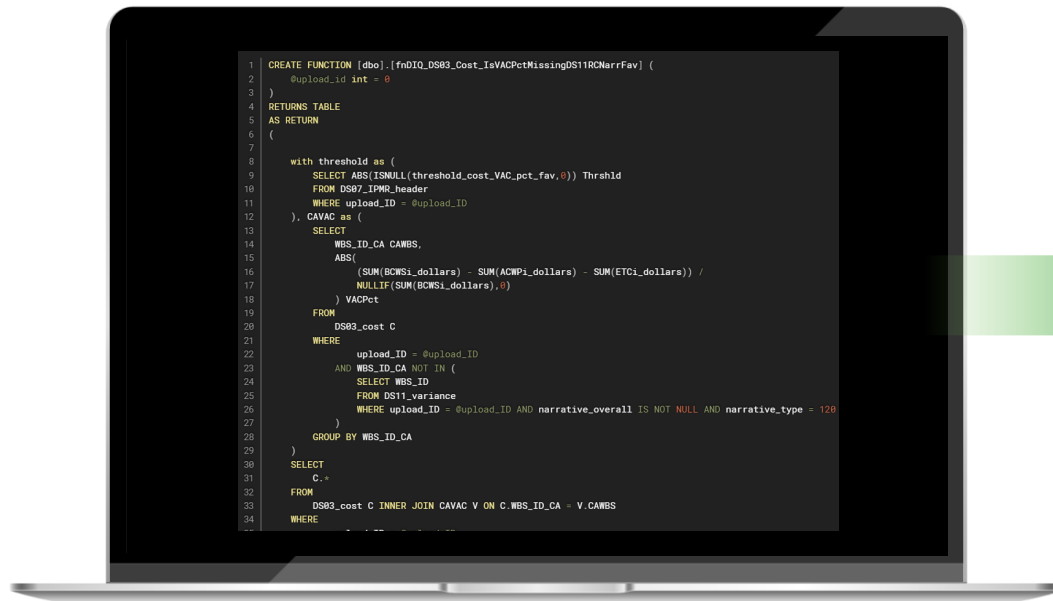 1 CREATE FUNCTION [dbo].[fnDIQ_DS03_Cost_IsVACPctMissingDS11RCNarrFav] (
2 @upload_id int = 0
3 )
4 RETURNS TABLE
5 AS RETURN
6 (
7
8 with threshold as (
9 SELECT ABS(ISNULL(threshold_cost_VAC_pct_fav,0)) Thrshld
10 FROM DS07_IPMR_header
11 WHERE upload_ID = @upload_ID
12 ), CAVAC as (
13 SELECT
14 WBS_ID_CA CAWBS,
15 ABS(
16 (SUM(BCWSi_dollars) - SUM(ACWPi_dollars) - SUM(ETCi_dollars)) /
17 NULLIF(SUM(BCWSi_dollars),0)
18 ) VACPct
19 FROM
20 DS03_cost C
21 WHERE
22 upload_ID = @upload_ID
23 AND WBS_ID_CA NOT IN (
24 SELECT WBS_ID
25 FROM DS11_variance
26 WHERE upload_ID = @upload_ID AND narrative_overall IS NOT NULL AND narrative_type = 120
27 )
28 GROUP BY WBS_ID_CA
29 )
30 SELECT
31 C.*
32 FROM
33 DS03_cost C INNER JOIN CAVAC V ON C.WBS_ID_CA = V.CAWBS
34 WHERE